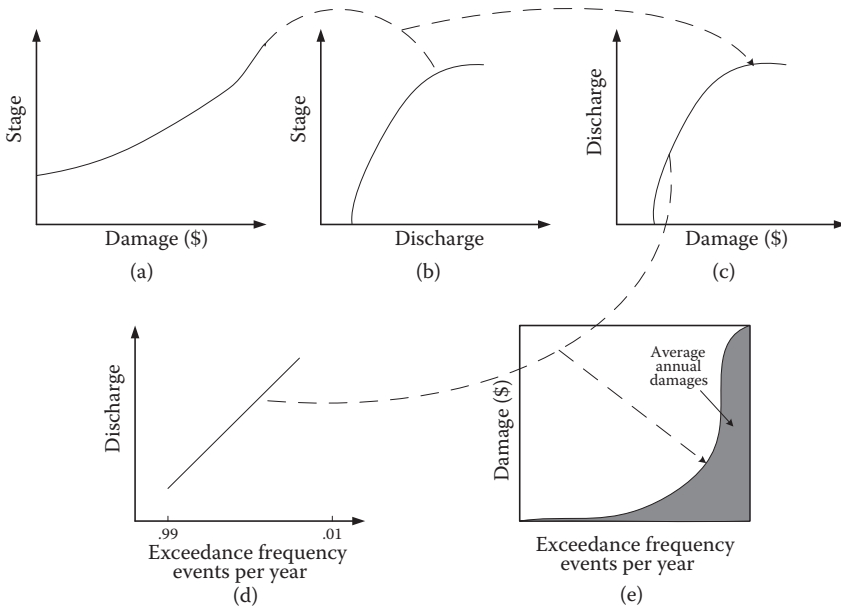 Stage
Damage ($)
(a)
Stage
Discharge
(b)
Discharge
Damage ($)
(c)
Discharge
.99
.01
Exceedance frequency
events per year
(d)
Damage ($)
Average
annual
damages
Exceedance frequency
events per year
(e)